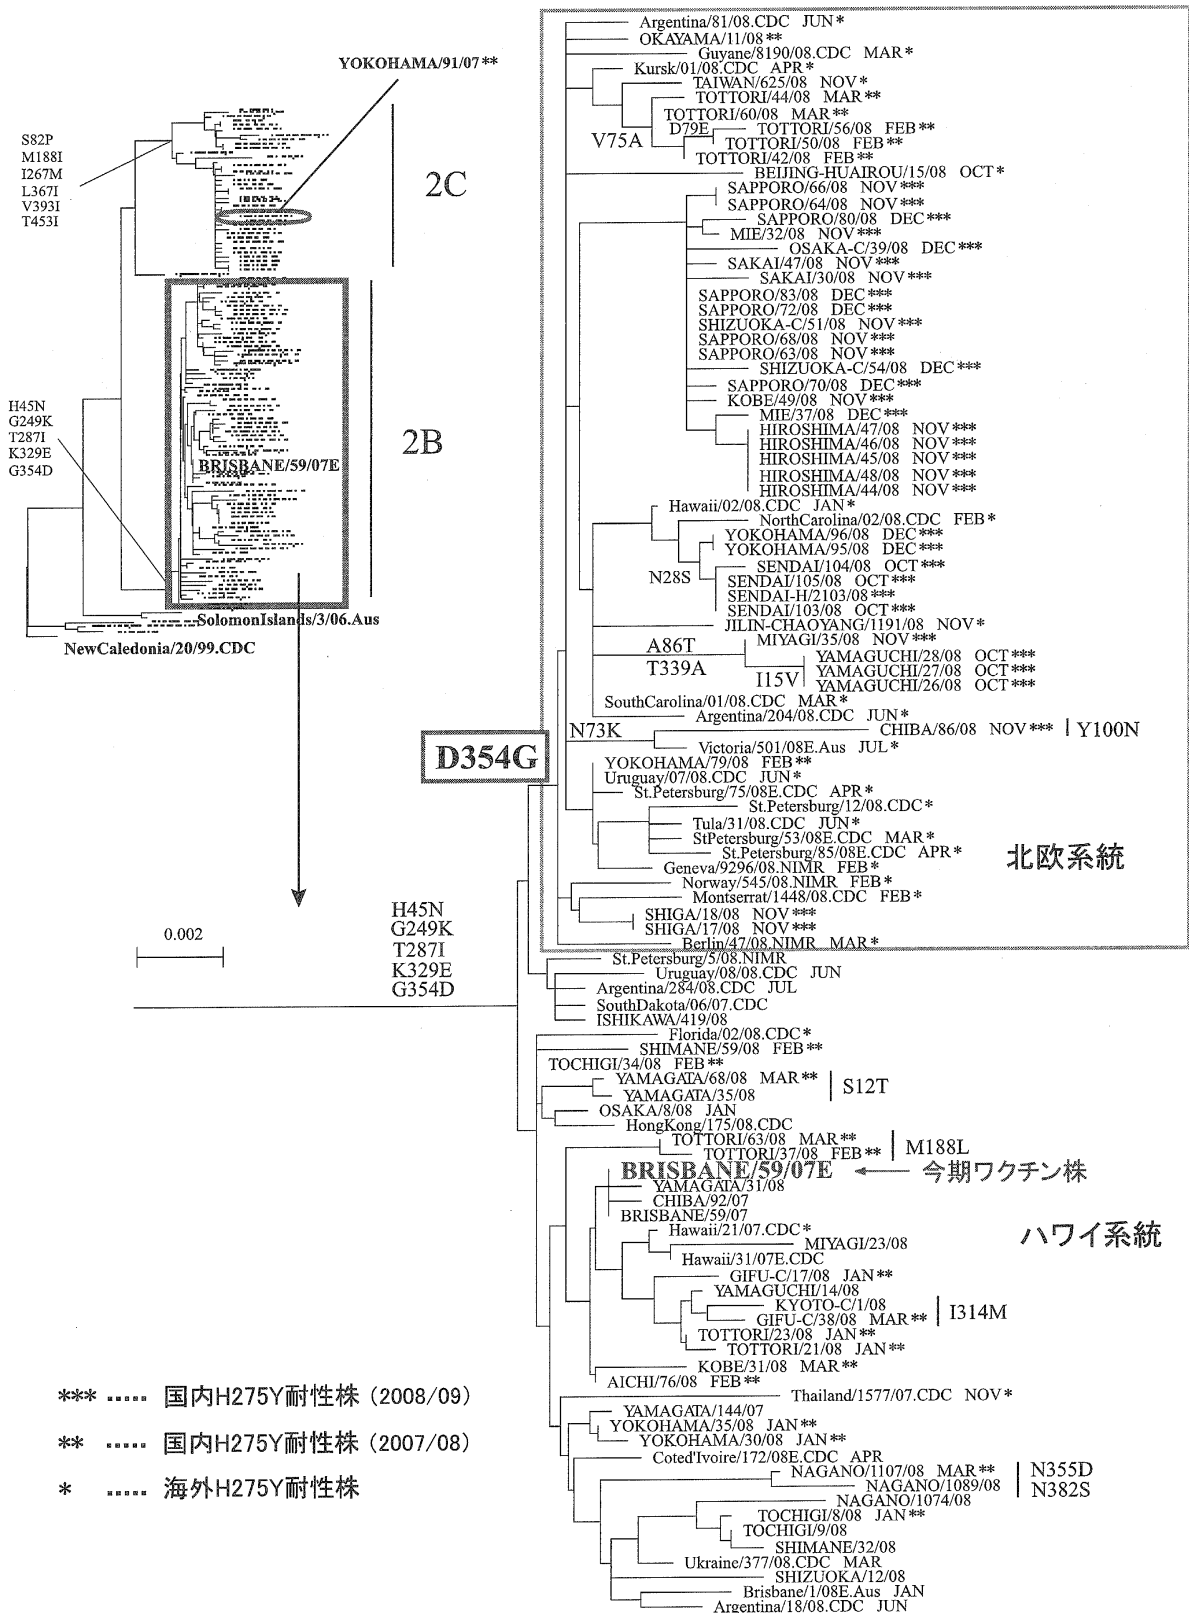 YOKOHAMA/91/07**
S82P
M188I
I267M
L367I
V393I
T453I
2C
H45N
G249K
T287I
K329E
G354D
2B
BRISBANE/59/07E
SolomonIslands/3/06.Aus
NewCaledonia/20/99.CDC
0.002
H45N
G249K
T287I
K329E
G354D
D354G
Argentina/81/08.CDC JUN*
OKAYAMA/11/08**
Guyane/8190/08.CDC MAR*
Kursk/01/08.CDC APR*
TAIWAN/625/08 NOV*
TOTTORI/44/08 MAR**
TOTTORI/60/08 MAR**
V75A
D79E
TOTTORI/56/08 FEB**
TOTTORI/50/08 FEB**
TOTTORI/42/08 FEB**
BEIJING-HUAIROU/15/08 OCT*
SAPPORO/66/08 NOV***
SAPPORO/64/08 NOV***
SAPPORO/80/08 DEC***
MIE/32/08 NOV***
OSAKA-C/39/08 DEC***
SAKAI/47/08 NOV***
SAKAI/30/08 NOV***
SAPPORO/83/08 DEC***
SAPPORO/72/08 DEC***
SHIZUOKA-C/51/08 NOV***
SAPPORO/68/08 NOV***
SAPPORO/63/08 NOV***
SHIZUOKA-C/54/08 DEC***
SAPPORO/70/08 DEC***
KOBE/49/08 NOV***
MIE/37/08 DEC***
HIROSHIMA/47/08 NOV***
HIROSHIMA/46/08 NOV***
HIROSHIMA/45/08 NOV***
HIROSHIMA/48/08 NOV***
HIROSHIMA/44/08 NOV***
Hawaii/02/08.CDC JAN*
NorthCarolina/02/08.CDC FEB*
YOKOHAMA/96/08 DEC***
YOKOHAMA/95/08 DEC***
N28S
SENDAI/104/08 OCT***
SENDAI/105/08 OCT***
SENDAI-H/2103/08***
SENDAI/103/08 OCT***
JILIN-CHAOYANG/1191/08 NOV*
A86T
T339A
MIYAGI/35/08 NOV***
I15V
YAMAGUCHI/28/08 OCT***
YAMAGUCHI/27/08 OCT***
YAMAGUCHI/26/08 OCT***
SouthCarolina/01/08.CDC MAR*
Argentina/204/08.CDC JUN*
N73K
CHIBA/86/08 NOV***
Y100N
Victoria/501/08E.Aus JUL*
YOKOHAMA/79/08 FEB**
Uruguay/07/08.CDC JUN*
St.Petersburg/75/08E.CDC APR*
St.Petersburg/12/08.CDC*
Tula/31/08.CDC JUN*
StPetersburg/53/08E.CDC MAR*
St.Petersburg/85/08E.CDC APR*
Geneva/9296/08.NIMR FEB*
北欧系統
Norway/545/08.NIMR FEB*
Montserrat/1448/08.CDC FEB*
SHIGA/18/08 NOV***
SHIGA/17/08 NOV***
Berlin/47/08.NIMR MAR*
St.Petersburg/5/08.NIMR
Uruguay/08/08.CDC JUN
Argentina/284/08.CDC JUL
SouthDakota/06/07.CDC
ISHIKAWA/419/08
Florida/02/08.CDC*
SHIMANE/59/08 FEB**
TOCHIGI/34/08 FEB**
YAMAGATA/68/08 MAR**
S12T
YAMAGATA/35/08
OSAKA/8/08 JAN
HongKong/175/08.CDC
TOTTORI/63/08 MAR**
M188L
TOTTORI/37/08 FEB**
BRISBANE/59/07E
今期ワクチン株
YAMAGATA/31/08
CHIBA/92/07
BRISBANE/59/07
Hawaii/21/07.CDC*
ハワイ系統
MIYAGI/23/08
Hawaii/31/07E.CDC
GIFU-C/17/08 JAN**
YAMAGUCHI/14/08
KYOTO-C/1/08
I314M
GIFU-C/38/08 MAR**
TOTTORI/23/08 JAN**
TOTTORI/21/08 JAN**
KOBE/31/08 MAR**
AICHI/76/08 FEB**
Thailand/1577/07.CDC NOV*
YAMAGATA/144/07
YOKOHAMA/35/08 JAN**
YOKOHAMA/30/08 JAN**
Coted'Ivoire/172/08E.CDC APR
NAGANO/1107/08 MAR**
N355D
NAGANO/1089/08
N382S
NAGANO/1074/08
TOCHIGI/8/08 JAN**
TOCHIGI/9/08
SHIMANE/32/08
Ukraine/377/08.CDC MAR
SHIZUOKA/12/08
Brisbane/1/08E.Aus JAN
Argentina/18/08.CDC JUN
*** ..... 国内H275Y耐性株 (2008/09)
** ..... 国内H275Y耐性株 (2007/08)
* ..... 海外H275Y耐性株